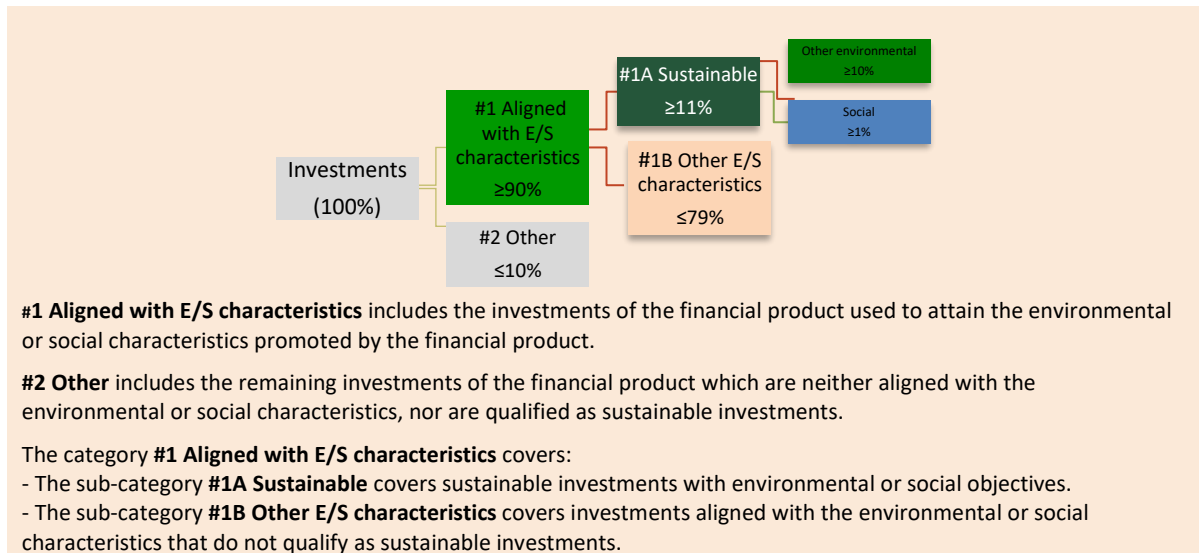 Investments
(100%)
#1 Aligned
with E/S
characteristics
≥90%
#2 Other
≤10%
#1A Sustainable
≥11%
#1B Other E/S
characteristics
≤79%
Other environmental
≥10%
Social
≥1%
#1 Aligned with E/S characteristics includes the investments of the financial product used to attain the environmental
or social characteristics promoted by the financial product.
#2 Other includes the remaining investments of the financial product which are neither aligned with the
environmental or social characteristics, nor are qualified as sustainable investments.
The category #1 Aligned with E/S characteristics covers:
- The sub-category #1A Sustainable covers sustainable investments with environmental or social objectives.
- The sub-category #1B Other E/S characteristics covers investments aligned with the environmental or social
characteristics that do not qualify as sustainable investments.